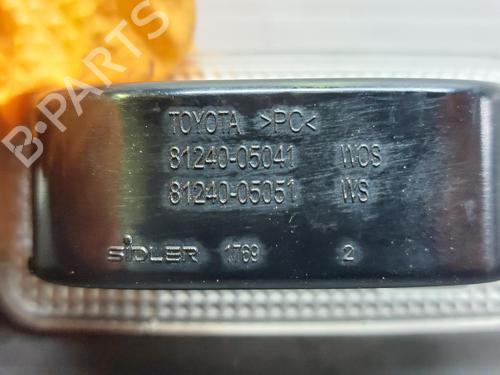 B-PARTS
TOYOTA >PC<
81240-05041 WOS
81240-05051 WS
SIDLER 1769 2